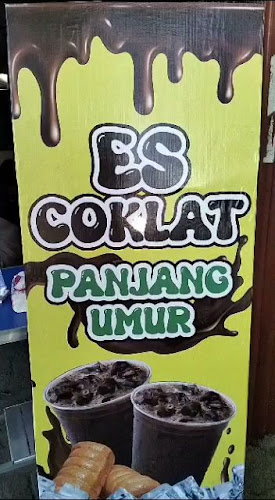 ES
COKLAT
PANJANG
UMUR